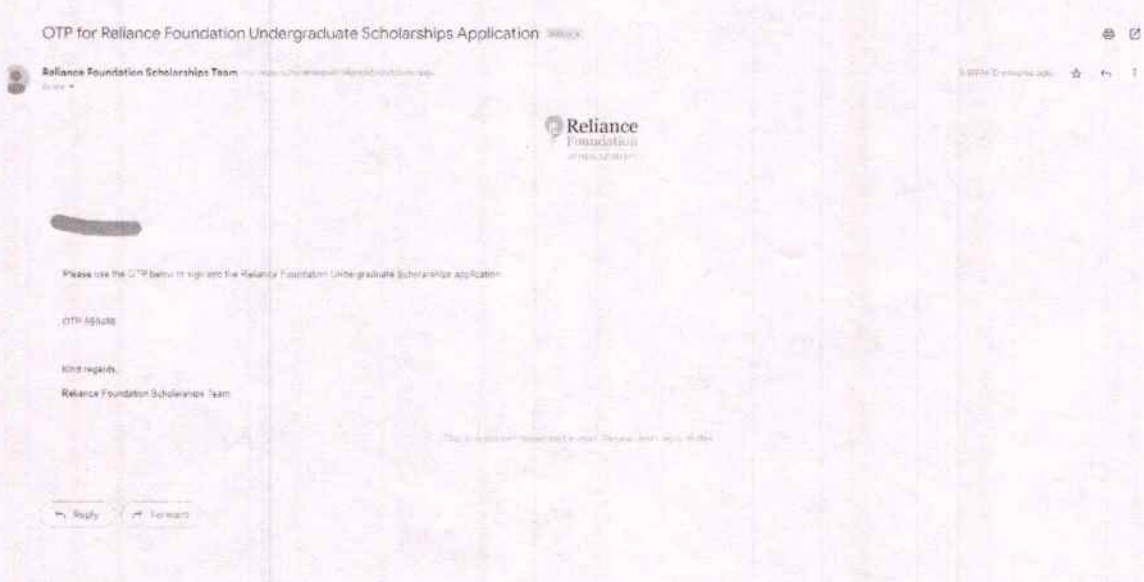 OTP for Reliance Foundation Undergraduate Scholarships Application
Reliance Foundation Scholarships Team
Reliance
Foundation
Please use the OTP below to sign into the Reliance Foundation Undergraduate Scholarships application
OTP
Kind regards,
Reliance Foundation Scholarships Team
Reply
Forward